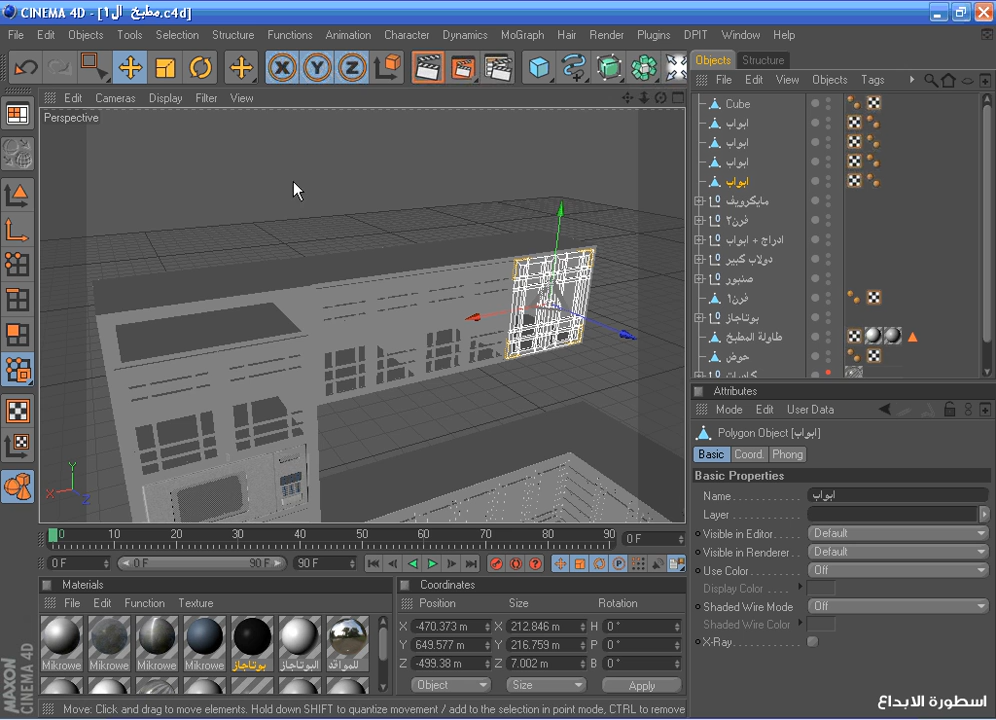 CINEMA 4D - [مطبخ ال1.c4d]
File Edit Objects Tools Selection Structure Functions Animation Character Dynamics MoGraph Hair Render Plugins DPIT Window Help
Objects Structure
File Edit View Objects Tags
Edit Cameras Display Filter View
Perspective
Cube
ابواب
ابواب
ابواب
ابواب
مايكرويف
فرن٢
ادراج + ابواب
دولاب كبير
صنبور
فرن١
بوتاجاز
طاولة المطبخ
حوض
Attributes
Mode Edit User Data
Polygon Object [ابواب]
Basic Coord. Phong
Basic Properties
Name ابواب
Layer
Visible in Editor Default
Visible in Renderer Default
Use Color Off
Display Color
Shaded Wire Mode Off
Shaded Wire Color
X-Ray
0 10 20 30 40 50 60 70 80 90 0 F
0 F 0 F 90 F 90 F
Materials
File Edit Function Texture
Mikrowe Mikrowe Mikrowe Mikrowe بوتاجاز البوتاجاز للمواقد
Coordinates
Position Size Rotation
X -470.373 m X 212.846 m H 0 °
Y 649.577 m Y 216.759 m P 0 °
Z -499.38 m Z 7.002 m B 0 °
Object Size Apply
MAXON CINEMA 4D
Move: Click and drag to move elements. Hold down SHIFT to quantize movement / add to the selection in point mode, CTRL to remove
اسطورة الابداع